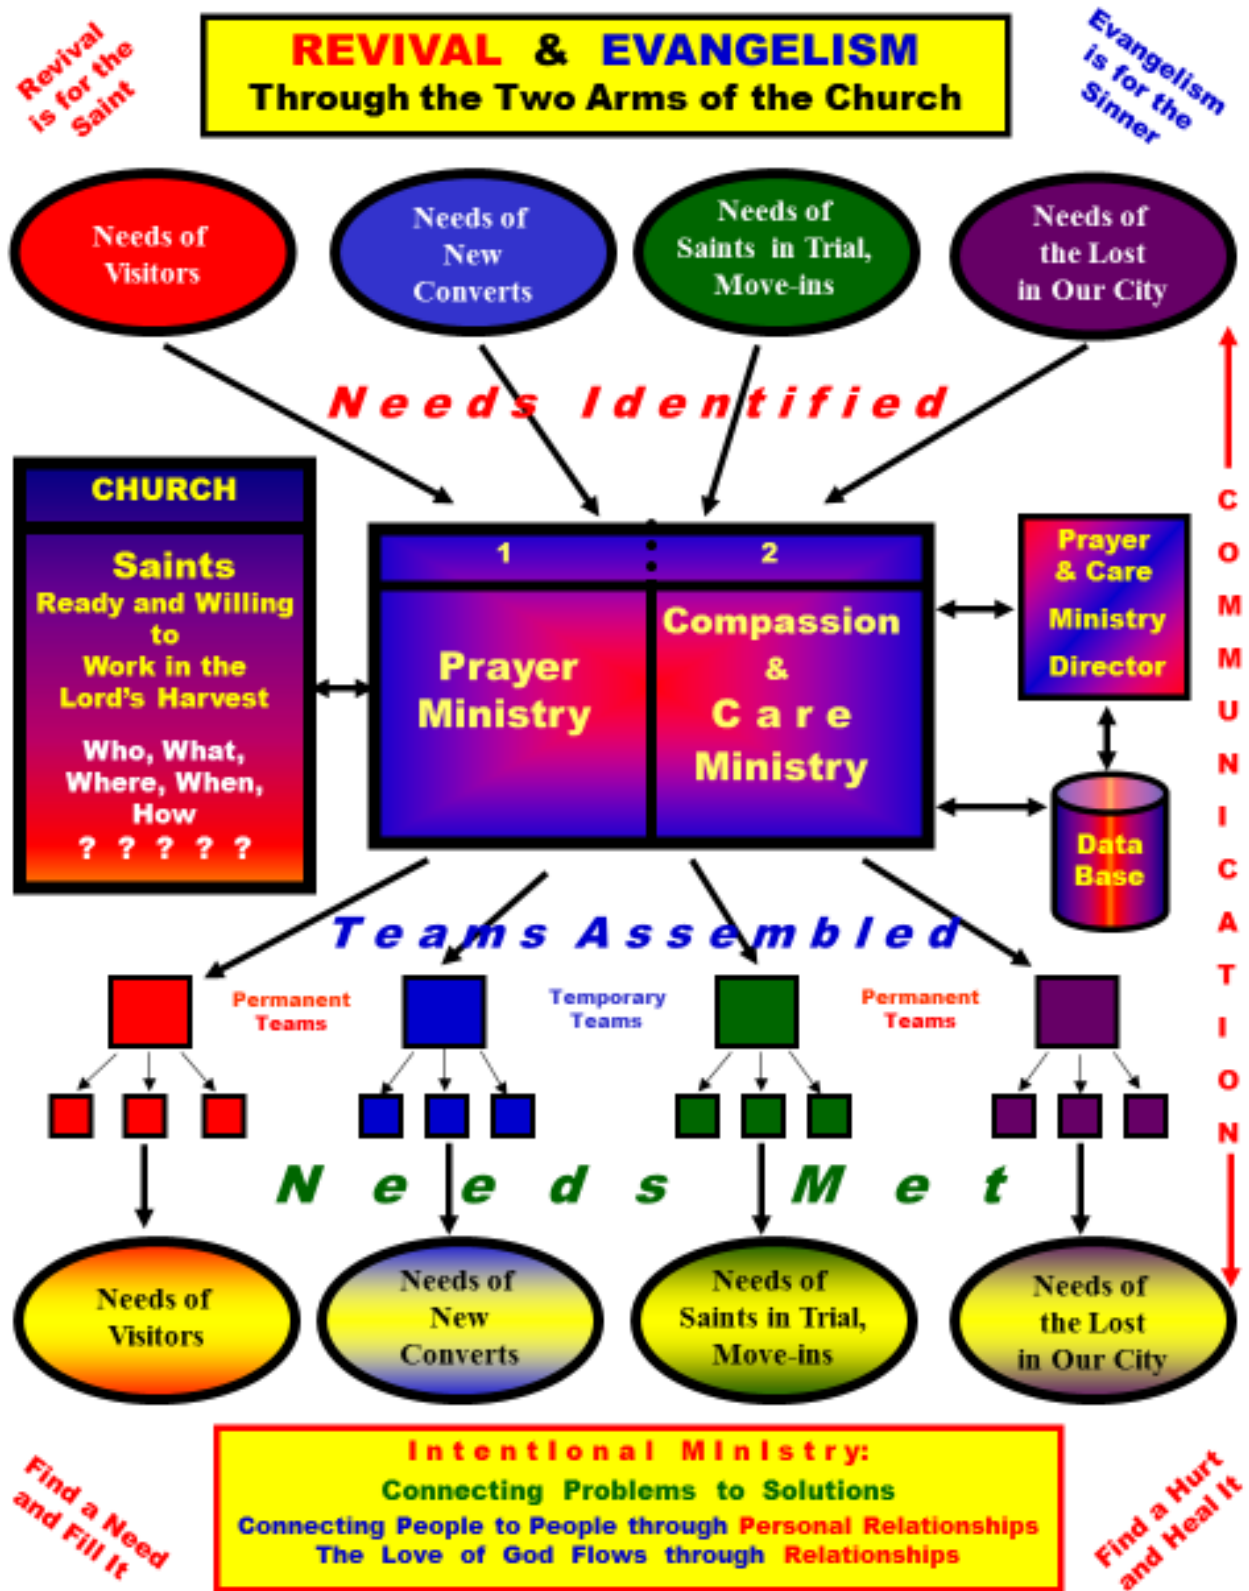 Revival
is for the
Saint
REVIVAL & EVANGELISM
Through the Two Arms of the Church
Evangelism
is for the
Sinner
Needs of
Visitors
Needs of
New
Converts
Needs of
Saints in Trial,
Move-ins
Needs of
the Lost
in Our City
Needs Identified
CHURCH
Saints
Ready and Willing
to
Work in the
Lord's Harvest
Who, What,
Where, When,
How
? ? ? ? ?
1
2
Prayer
Ministry
Compassion
&
Care
Ministry
Prayer
& Care
Ministry
Director
Data
Base
COMMUNICATION
Teams Assembled
Permanent
Teams
Temporary
Teams
Permanent
Teams
Needs Met
Needs of
Visitors
Needs of
New
Converts
Needs of
Saints in Trial,
Move-ins
Needs of
the Lost
in Our City
Find a Need
and Fill It
IntentIonal MInIstry:
Connecting Problems to Solutions
Connecting People to People through Personal Relationships
The Love of God Flows through Relationships
Find a Hurt
and Heal It